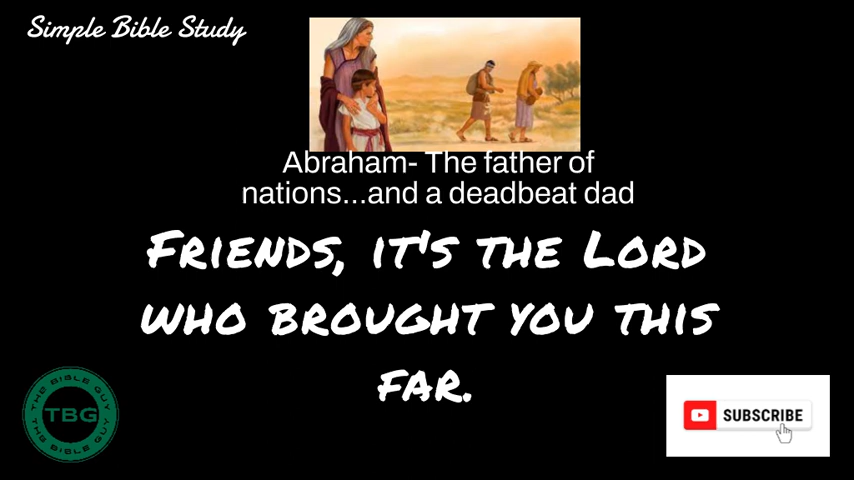 Simple Bible Study
Abraham- The father of
nations...and a deadbeat dad
Friends, it's the Lord
who brought you this
far.
THE BIBLE GUY
TBG
THE BIBLE GUY
SUBSCRIBE